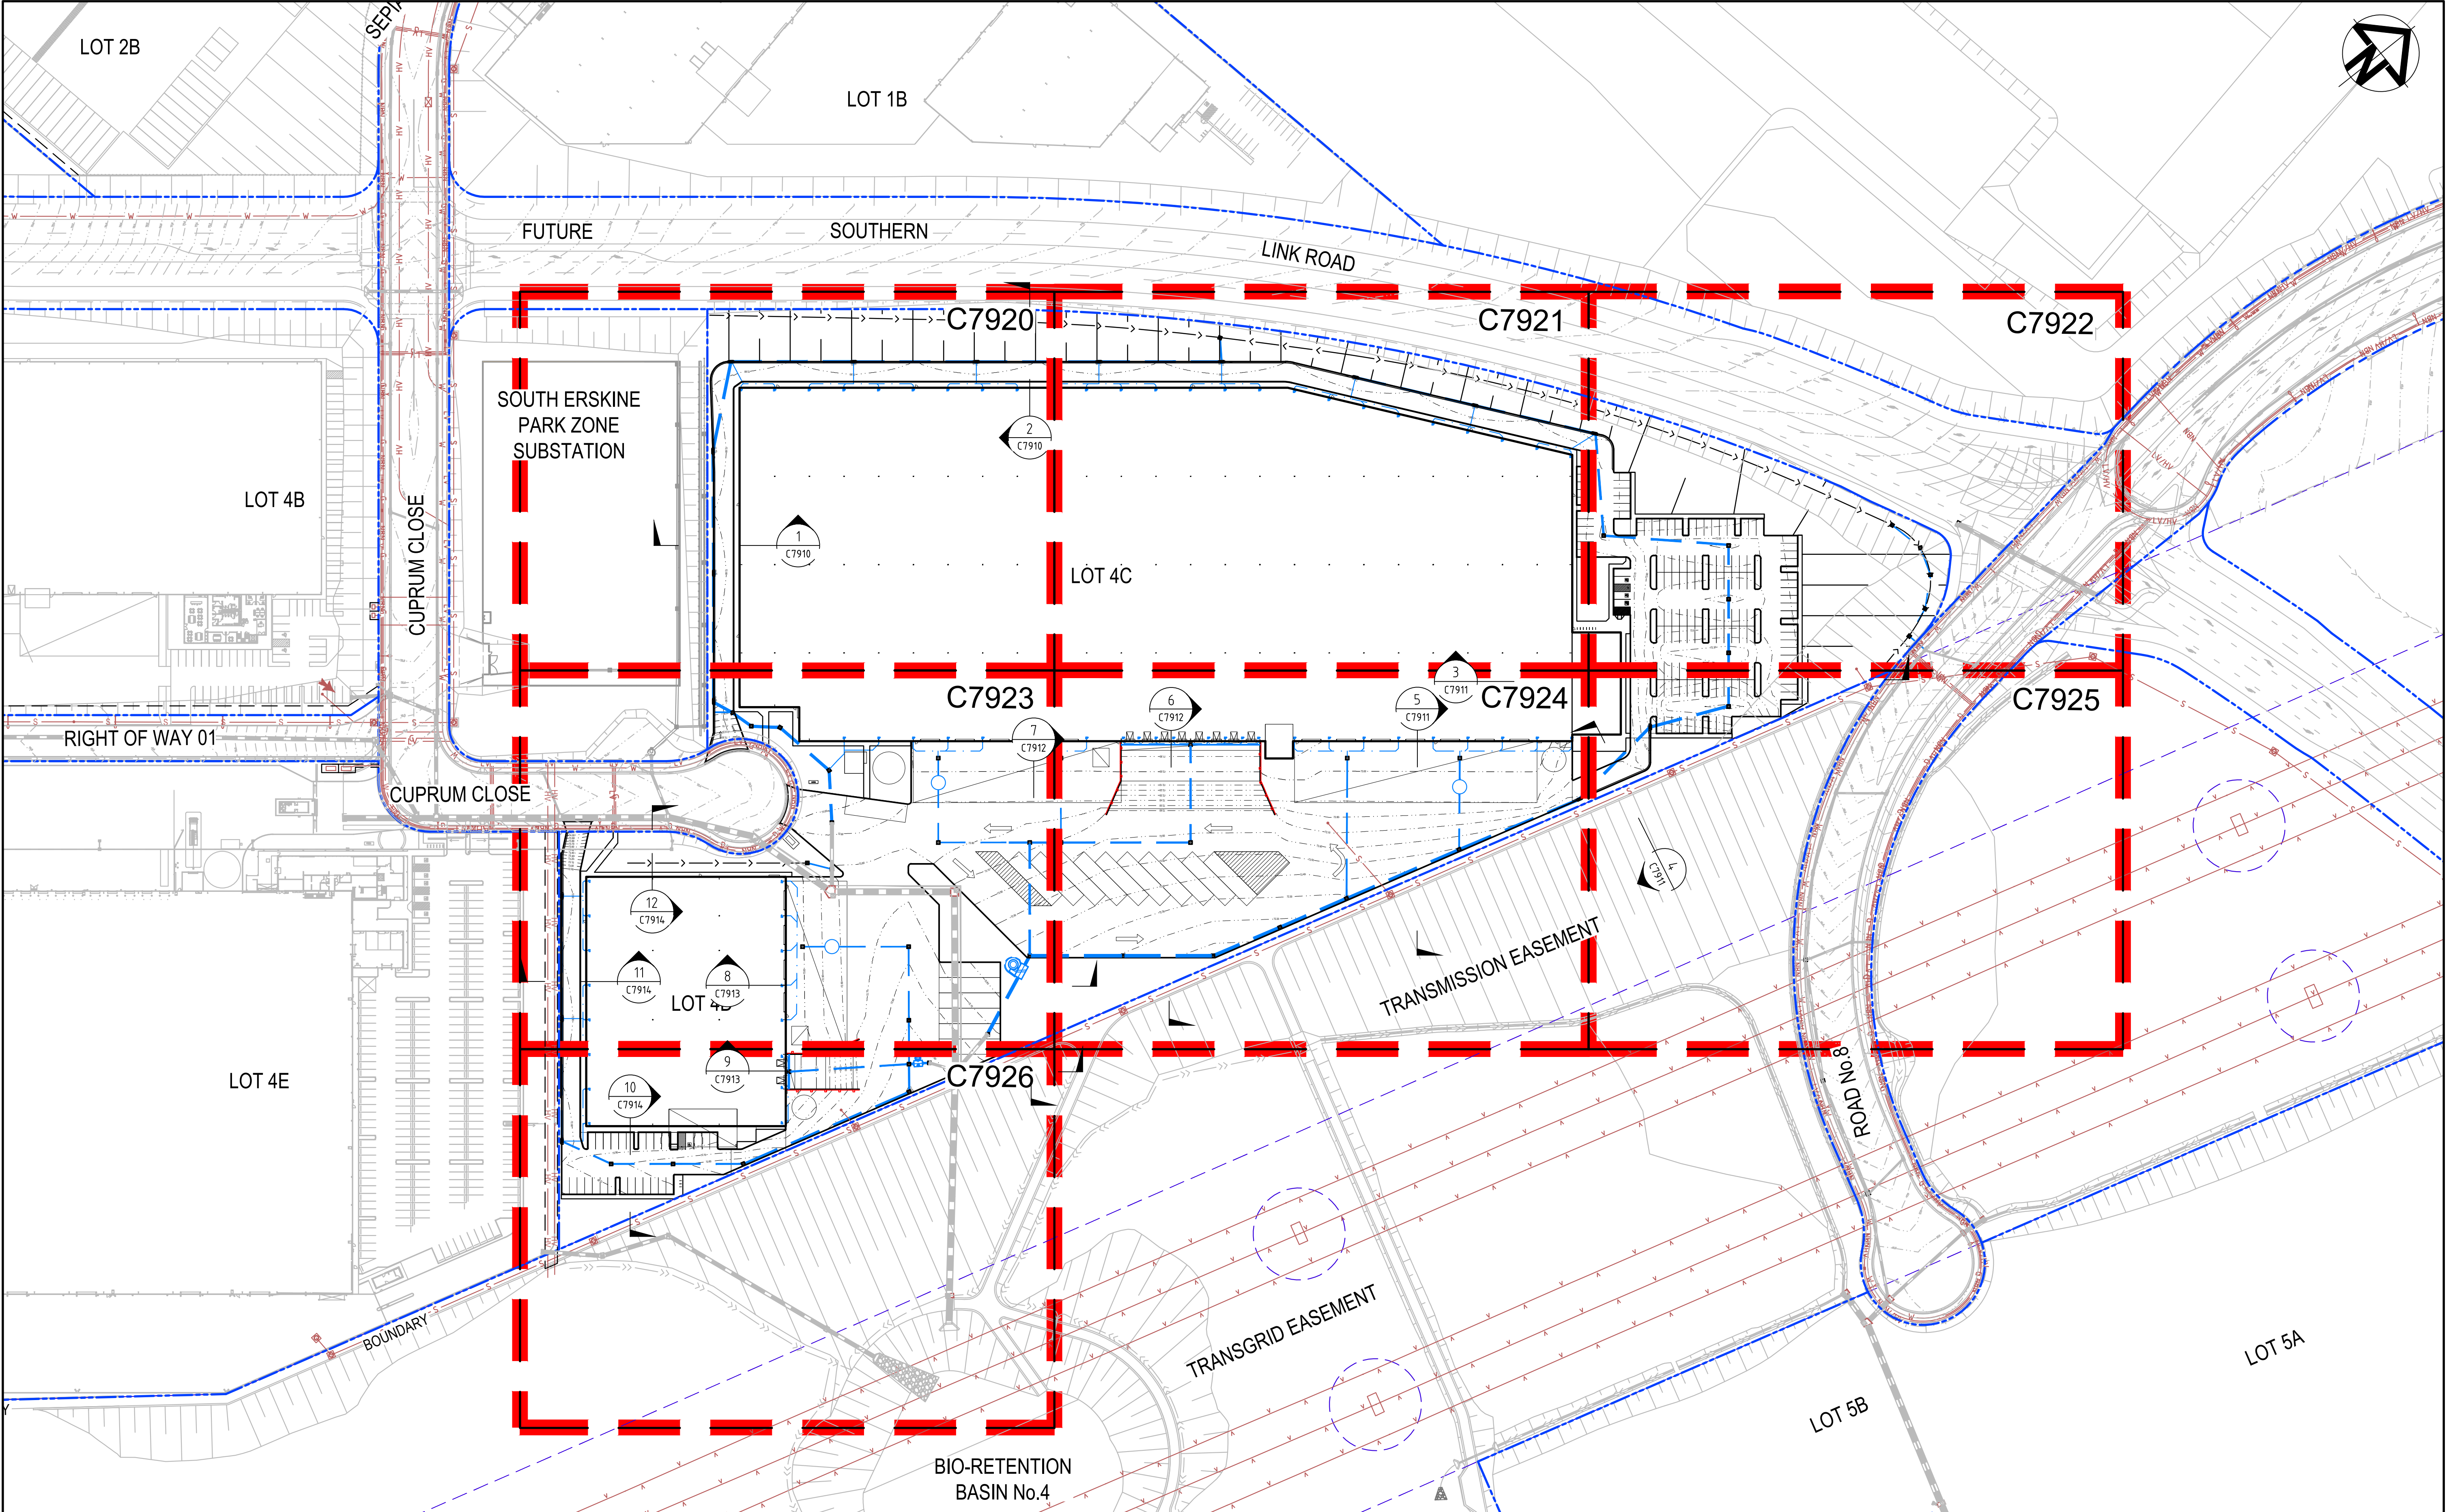 SEPIA
LOT 2B
LOT 1B
N
FUTURE
SOUTHERN
LINK ROAD
C7920
C7921
C7922
SOUTH ERSKINE
PARK ZONE
SUBSTATION
2
C7910
LOT 4B
CUPRUM CLOSE
1
C7910
LOT 4C
C7923
3
C7911
C7924
C7925
6
C7912
5
C7911
7
C7912
RIGHT OF WAY 01
CUPRUM CLOSE
4
C7911
12
C7914
11
C7914
8
C7913
LOT 4D
TRANSMISSION EASEMENT
9
C7913
10
C7914
C7926
LOT 4E
ROAD No.8
BOUNDARY
TRANSGRID EASEMENT
LOT 5A
LOT 5B
BIO-RETENTION
BASIN No.4